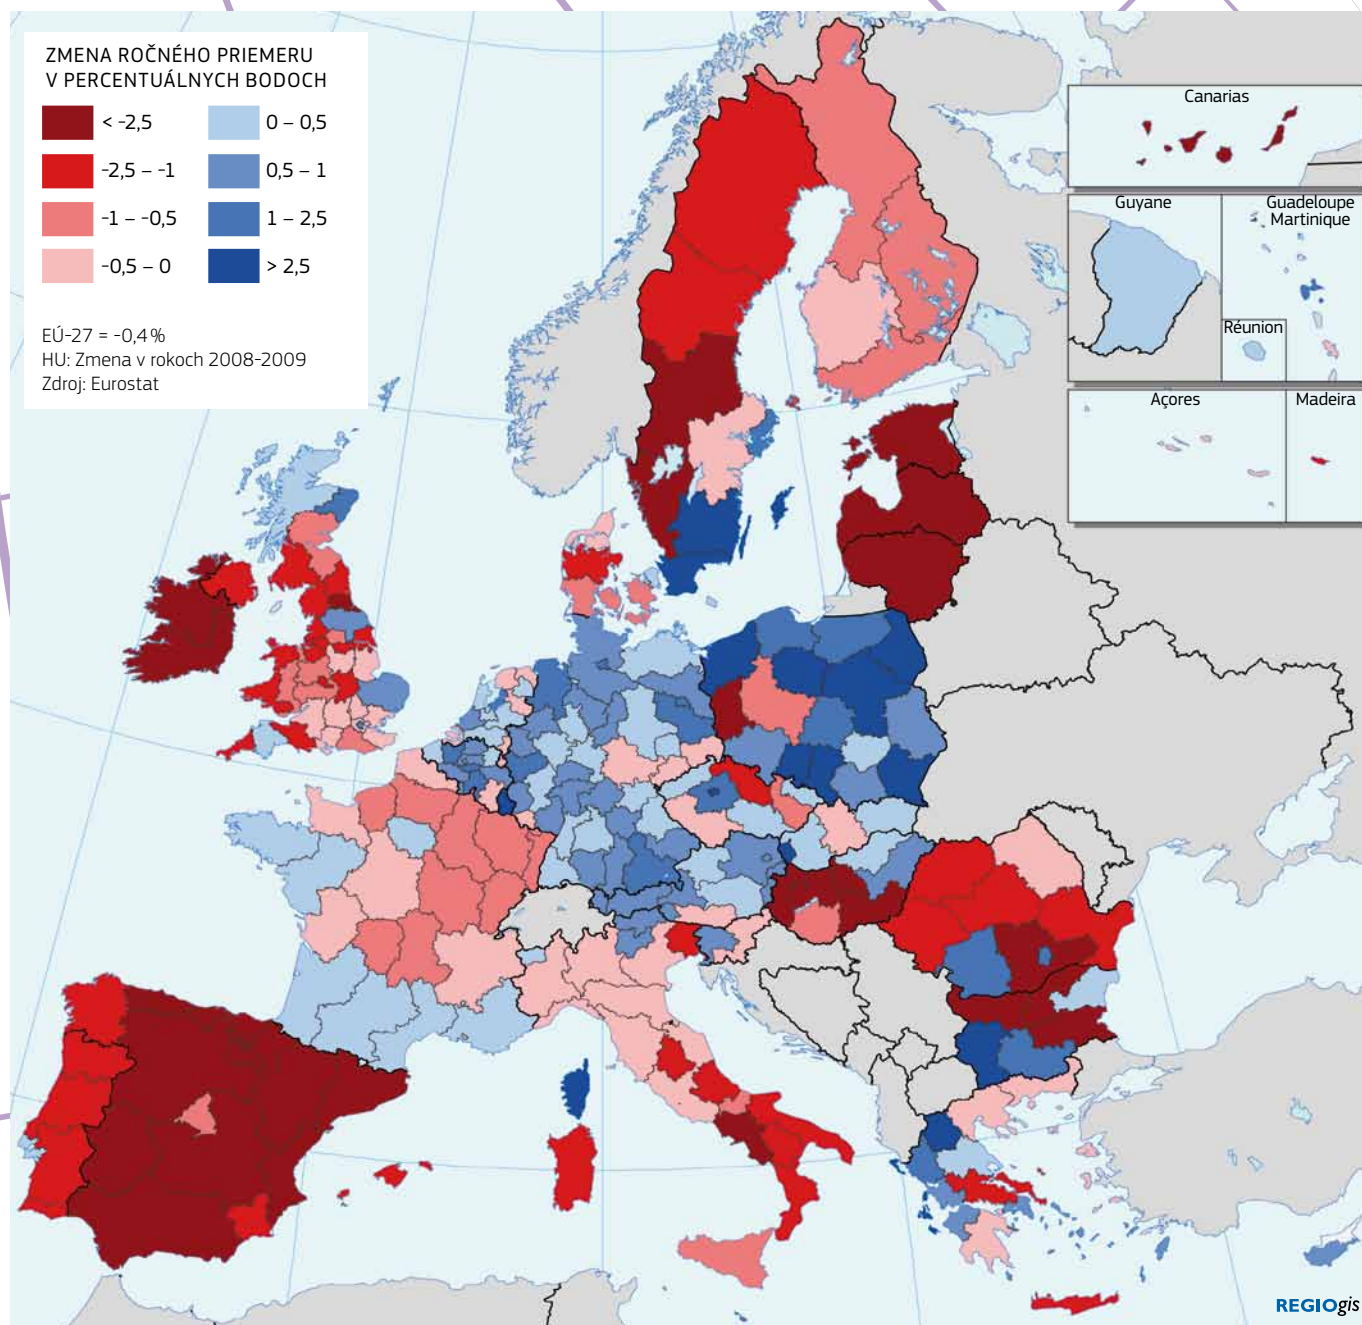 ZMENA ROČNÉHO PRIEMERU
V PERCENTUÁLNYCH BODOCH
< -2,5
0 – 0,5
-2,5 – -1
0,5 – 1
-1 – -0,5
1 – 2,5
-0,5 – 0
> 2,5
EÚ-27 = -0,4 %
HU: Zmena v rokoch 2008-2009
Zdroj: Eurostat
Canarias
Guyane
Guadeloupe
Martinique
Réunion
Açores
Madeira
REGIOgis